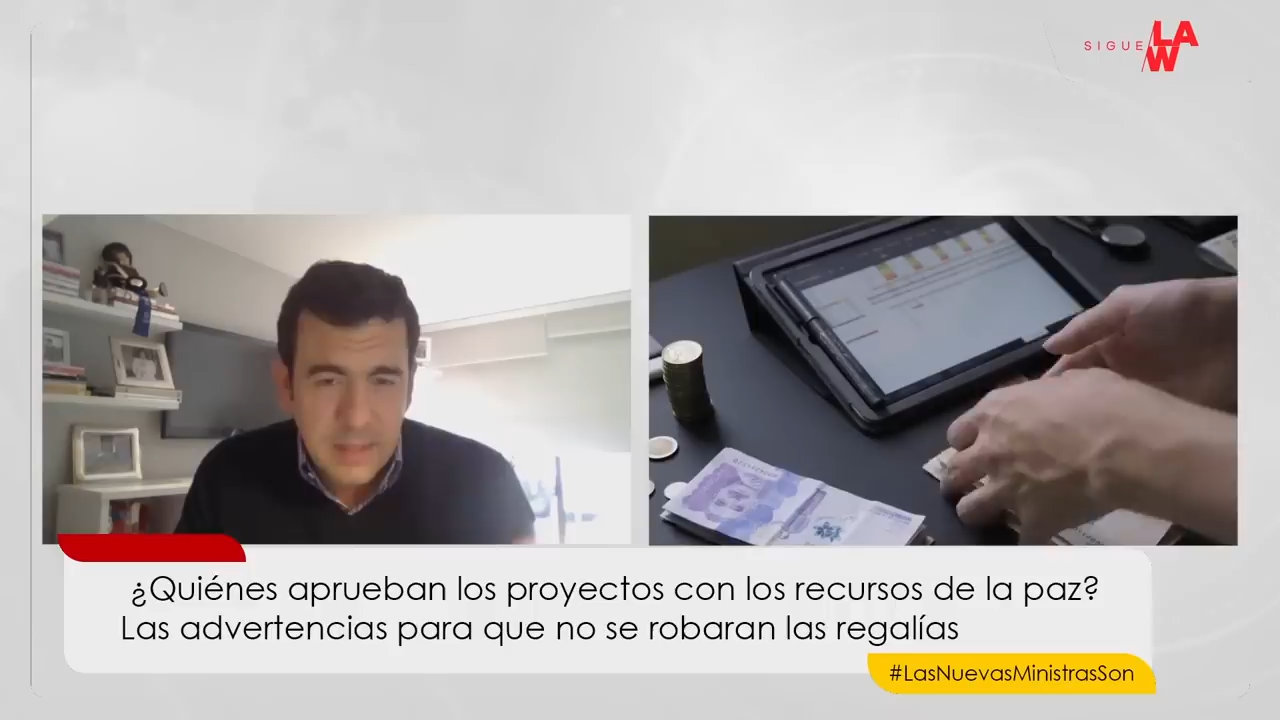 SIGUE LA W
¿Quiénes aprueban los proyectos con los recursos de la paz?
Las advertencias para que no se robaran las regalías
#LasNuevasMinistrasSon